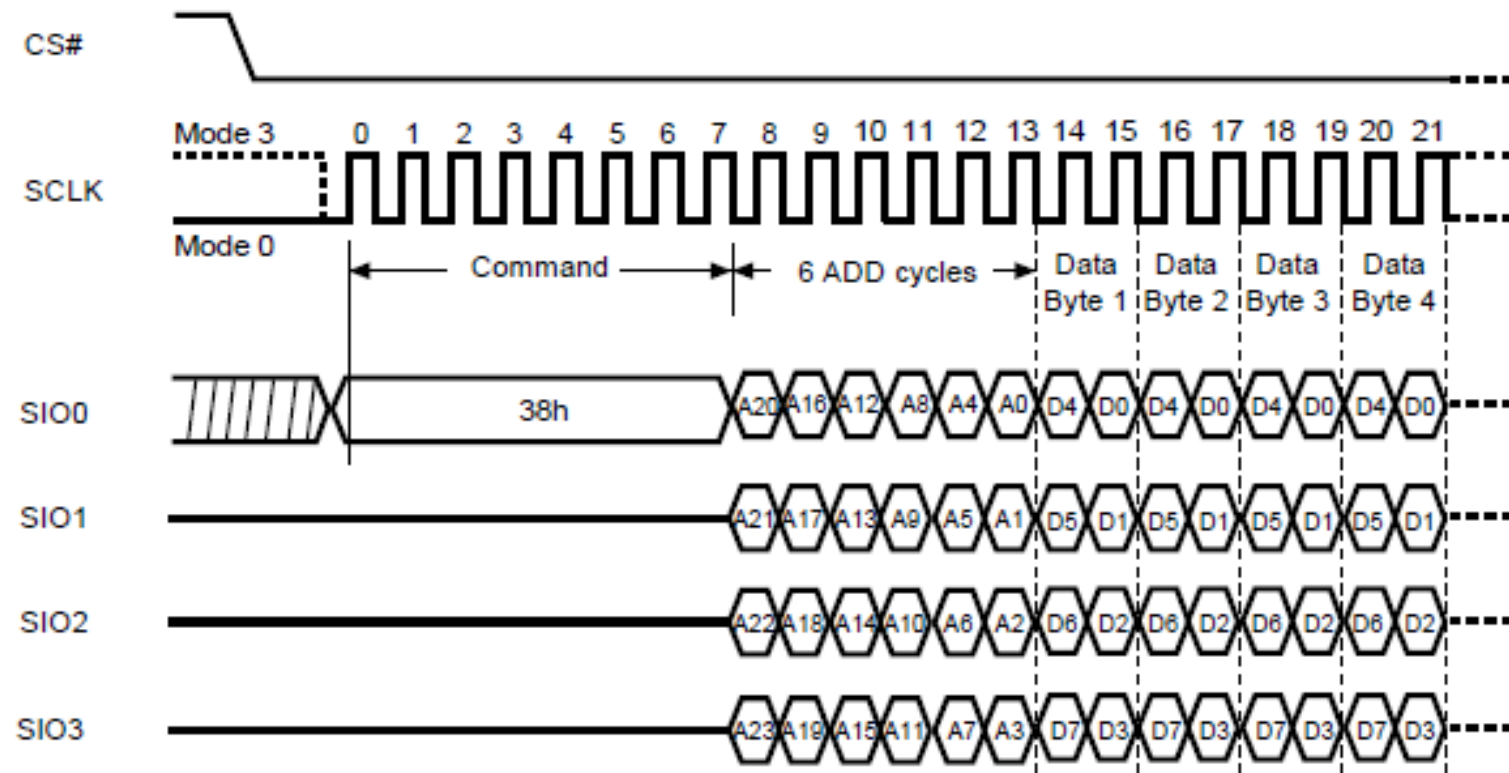 CS#
Mode 3 0 1 2 3 4 5 6 7 8 9 10 11 12 13 14 15 16 17 18 19 20 21
SCLK
Mode 0
Command 6 ADD cycles Data Byte 1 Data Byte 2 Data Byte 3 Data Byte 4
SIO0 38h A20 A16 A12 A8 A4 A0 D4 D0 D4 D0 D4 D0 D4 D0
SIO1 A21 A17 A13 A9 A5 A1 D5 D1 D5 D1 D5 D1 D5 D1
SIO2 A22 A18 A14 A10 A6 A2 D6 D2 D6 D2 D6 D2 D6 D2
SIO3 A23 A19 A15 A11 A7 A3 D7 D3 D7 D3 D7 D3 D7 D3